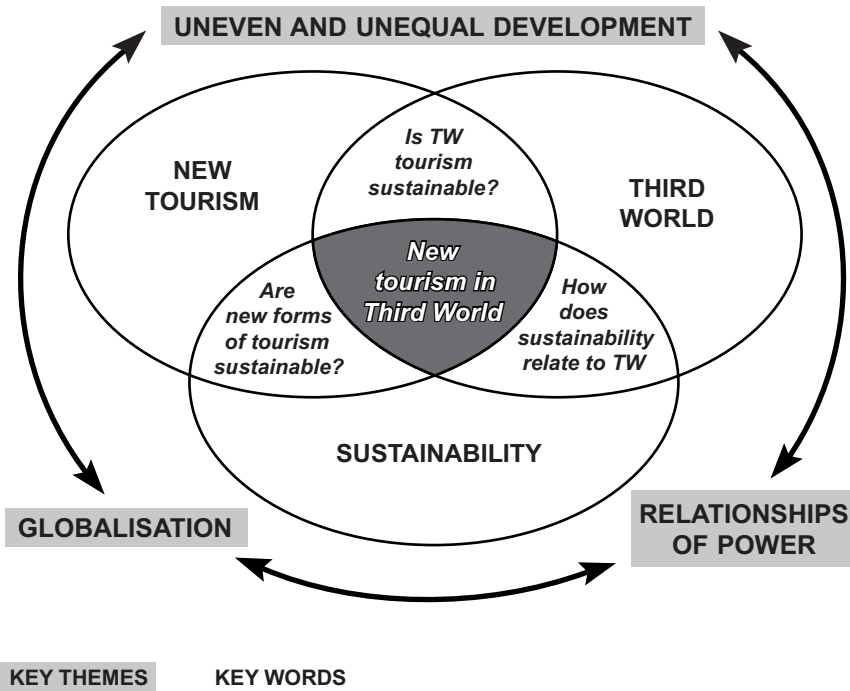 UNEVEN AND UNEQUAL DEVELOPMENT
NEW
TOURISM
Is TW
tourism
sustainable?
THIRD
WORLD
New
tourism in
Third World
Are
new forms
of tourism
sustainable?
How
does
sustainability
relate to TW
SUSTAINABILITY
GLOBALISATION
RELATIONSHIPS
OF POWER
KEY THEMES
KEY WORDS